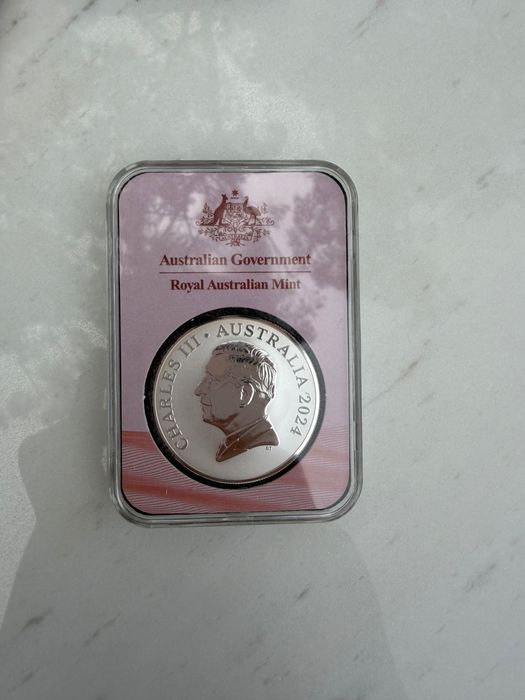 Australian Government
Royal Australian Mint
CHARLES III • AUSTRALIA 2024